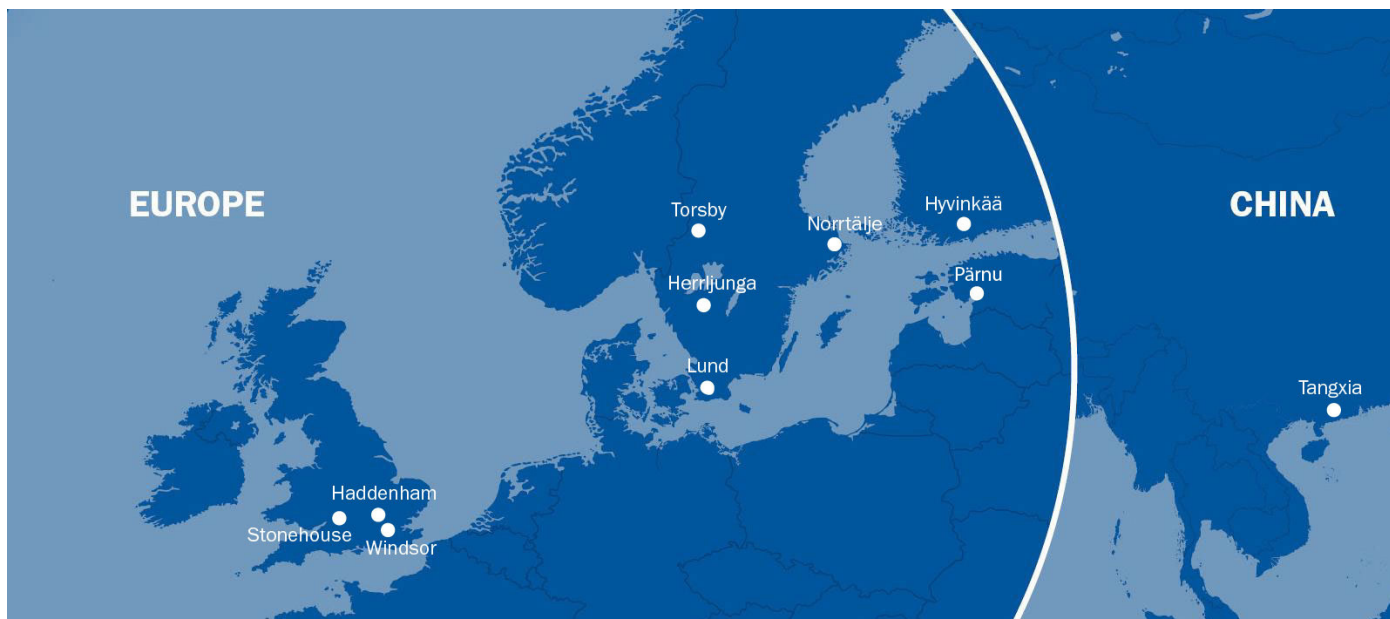 EUROPE
CHINA
Torsby
Norrtälje
Hyvinkää
Herrljunga
Pärnu
Lund
Tangxia
Haddenham
Stonehouse
Windsor